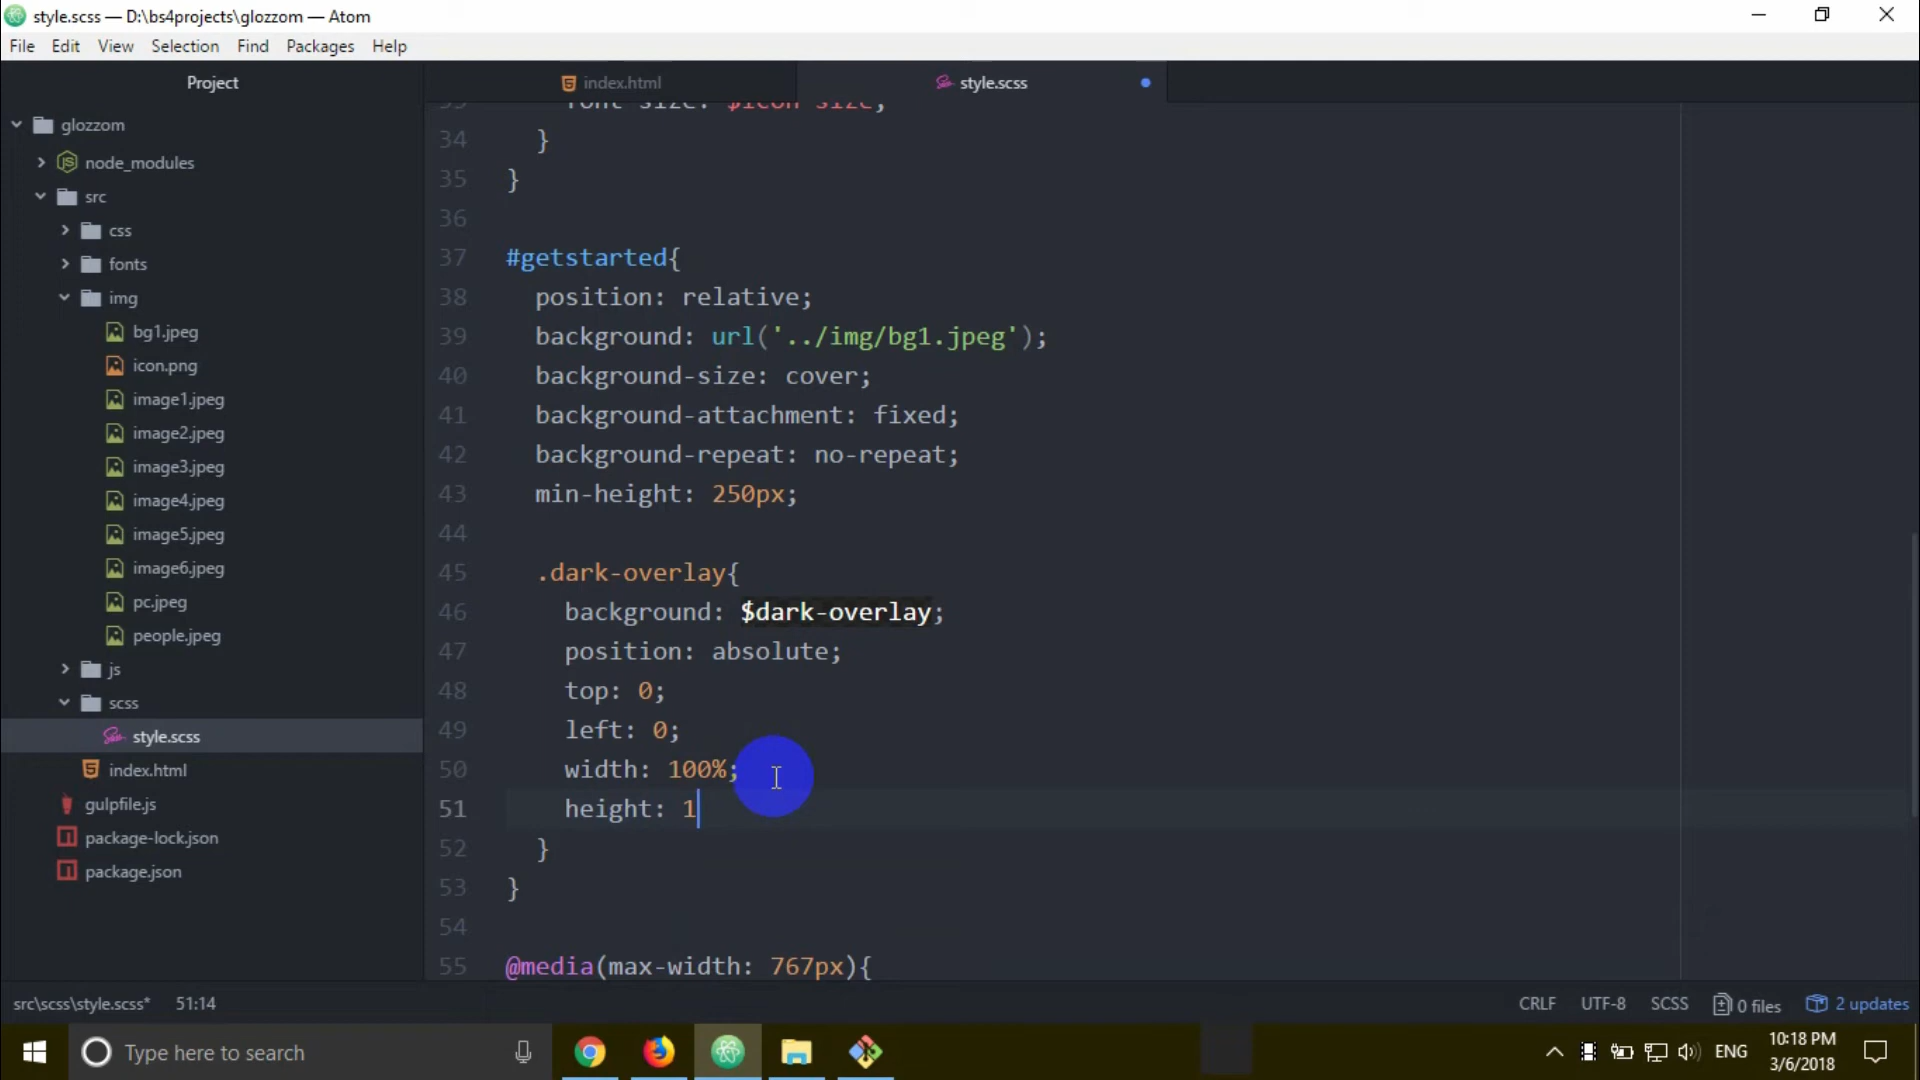 style.scss — D:\bs4projects\glozzom — Atom
File Edit View Selection Find Packages Help
Project
glozzom
node_modules
src
css
fonts
img
bg1.jpeg
icon.png
image1.jpeg
image2.jpeg
image3.jpeg
image4.jpeg
image5.jpeg
image6.jpeg
pc.jpeg
people.jpeg
js
scss
style.scss
index.html
gulpfile.js
package-lock.json
package.json
index.html style.scss
33 font-size: $icon-size;
34 }
35 }
36
37 #getstarted{
38 position: relative;
39 background: url('../img/bg1.jpeg');
40 background-size: cover;
41 background-attachment: fixed;
42 background-repeat: no-repeat;
43 min-height: 250px;
44
45 .dark-overlay{
46 background: $dark-overlay;
47 position: absolute;
48 top: 0;
49 left: 0;
50 width: 100%;
51 height: 1
52 }
53 }
54
55 @media(max-width: 767px){
src\scss\style.scss* 51:14 CRLF UTF-8 SCSS 0 files 2 updates
Type here to search
ENG
10:18 PM
3/6/2018